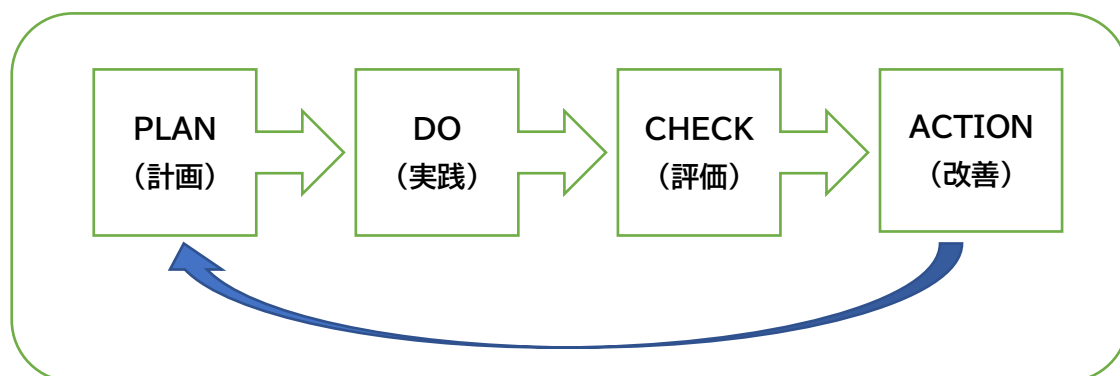 PLAN
（計画）
DO
（実践）
CHECK
（評価）
ACTION
（改善）